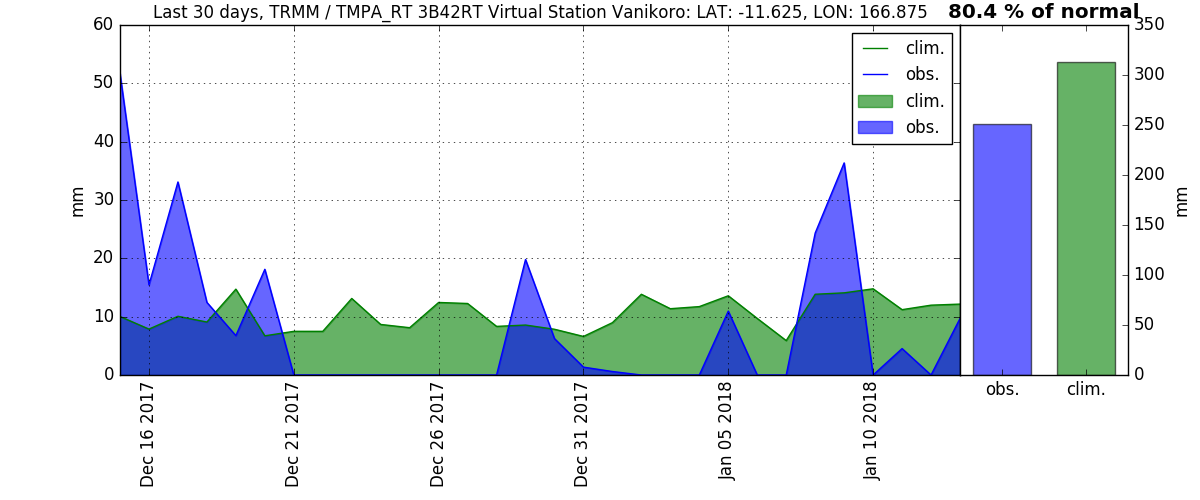 Last 30 days, TRMM / TMPA_RT 3B42RT Virtual Station Vanikoro: LAT: -11.625, LON: 166.875
80.4 % of normal
60
50
40
30
20
10
0
mm
clim.
obs.
clim.
obs.
Dec 16 2017
Dec 21 2017
Dec 26 2017
Dec 31 2017
Jan 05 2018
Jan 10 2018
350
300
250
200
150
100
50
0
mm
obs.
clim.